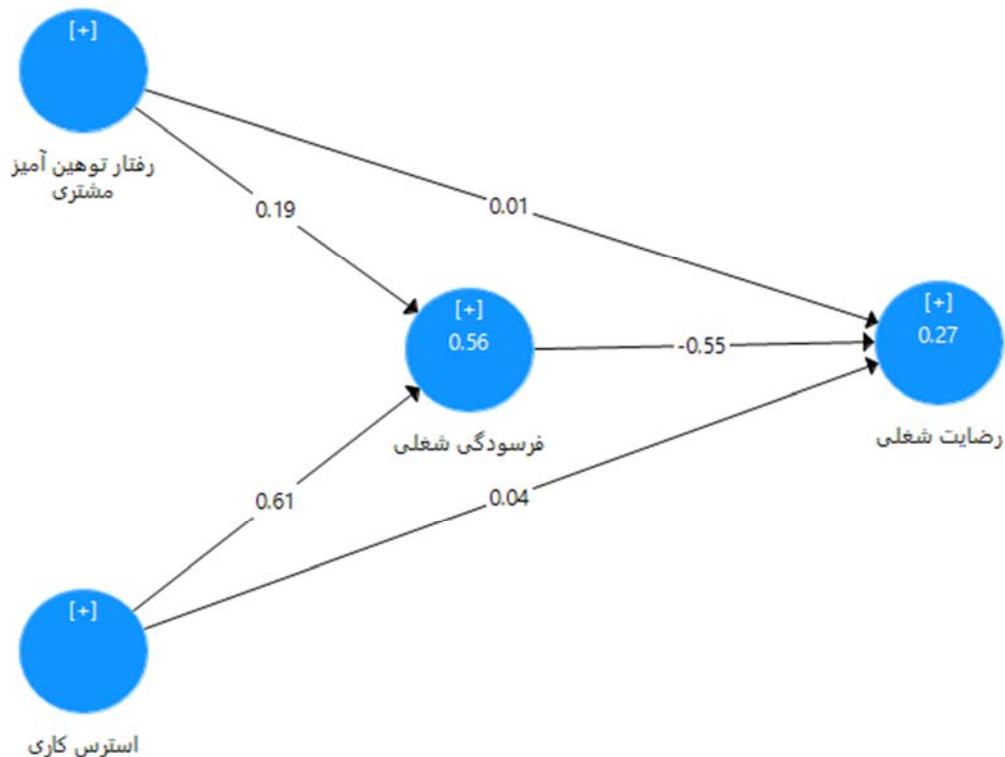 [+]
رفتار توهین آمیز
مشتری
0.19
0.01
[+]
0.56
فرسودگی شغلی
-0.55
[+]
0.27
رضایت شغلی
0.61
0.04
[+]
استرس کاری